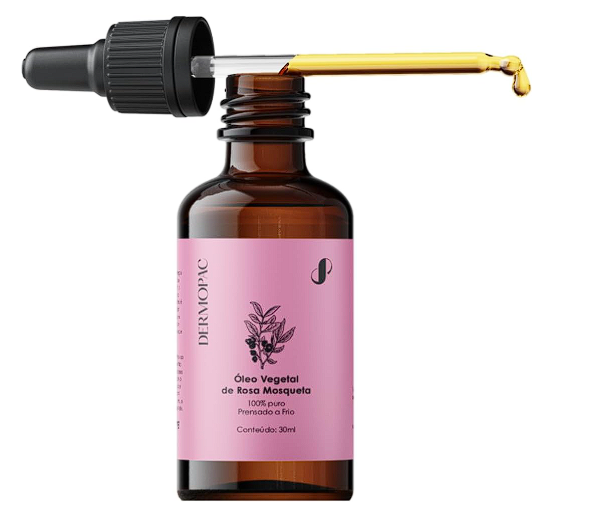 DERMOPAC
Óleo Vegetal
de Rosa Mosqueta
100% puro
Prensado a Frio
Conteúdo: 30ml